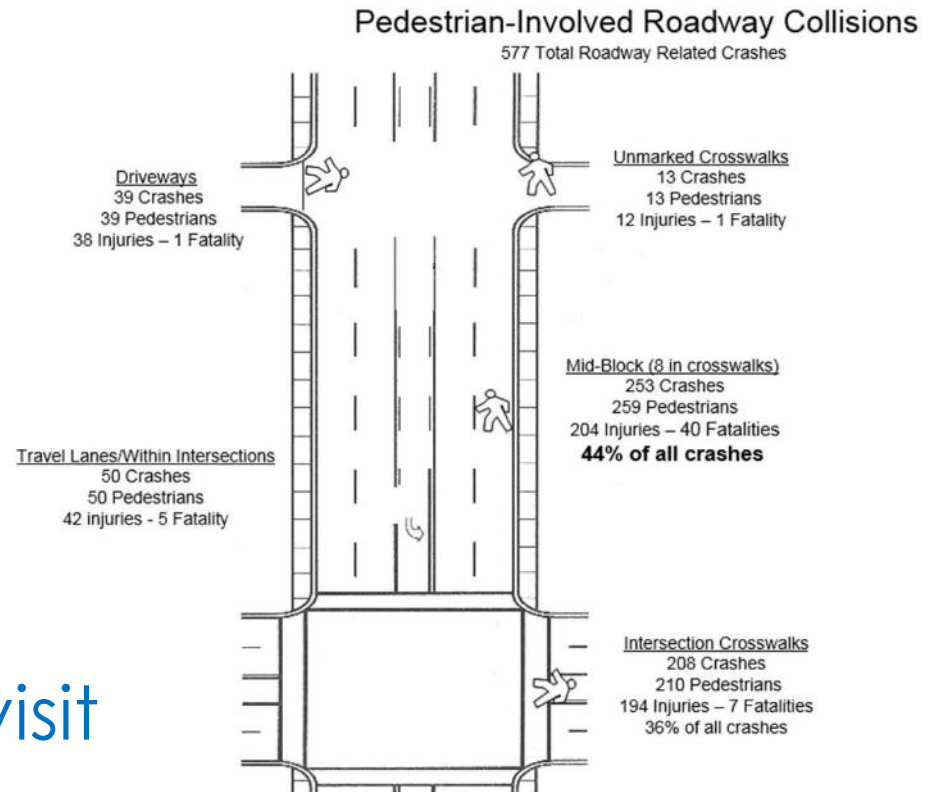 Pedestrian-Involved Roadway Collisions
577 Total Roadway Related Crashes
Driveways
39 Crashes
39 Pedestrians
38 Injuries – 1 Fatality
Unmarked Crosswalks
13 Crashes
13 Pedestrians
12 Injuries – 1 Fatality
Mid-Block (8 in crosswalks)
253 Crashes
259 Pedestrians
204 Injuries – 40 Fatalities
44% of all crashes
Travel Lanes/Within Intersections
50 Crashes
50 Pedestrians
42 injuries - 5 Fatality
Intersection Crosswalks
208 Crashes
210 Pedestrians
194 Injuries – 7 Fatalities
36% of all crashes
visit